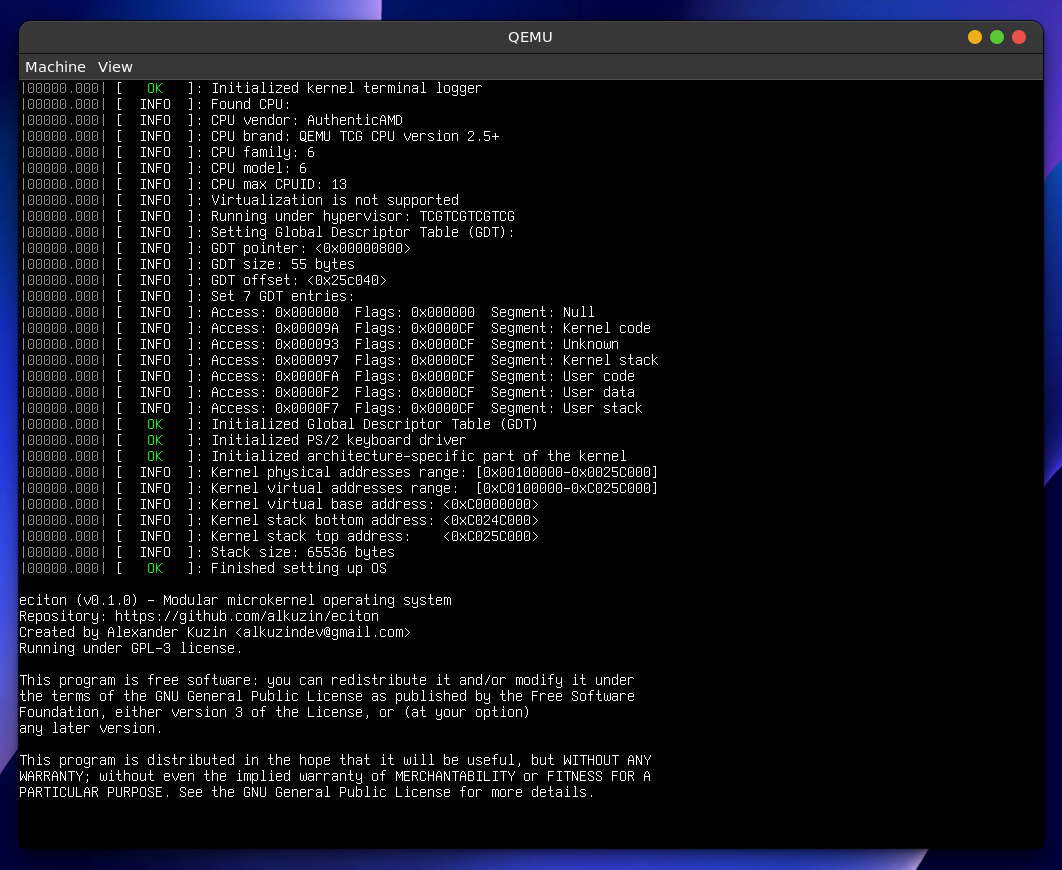 QEMU
Machine View
|00000.000| [ OK ]: Initialized kernel terminal logger
|00000.000| [ INFO ]: Found CPU:
|00000.000| [ INFO ]: CPU vendor: AuthenticAMD
|00000.000| [ INFO ]: CPU brand: QEMU TCG CPU version 2.5+
|00000.000| [ INFO ]: CPU family: 6
|00000.000| [ INFO ]: CPU model: 6
|00000.000| [ INFO ]: CPU max CPUID: 13
|00000.000| [ INFO ]: Virtualization is not supported
|00000.000| [ INFO ]: Running under hypervisor: TCGTCGTCGTCG
|00000.000| [ INFO ]: Setting Global Descriptor Table (GDT):
|00000.000| [ INFO ]: GDT pointer: <0x00000800>
|00000.000| [ INFO ]: GDT size: 55 bytes
|00000.000| [ INFO ]: GDT offset: <0x25c040>
|00000.000| [ INFO ]: Set 7 GDT entries:
|00000.000| [ INFO ]: Access: 0x000000 Flags: 0x000000 Segment: Null
|00000.000| [ INFO ]: Access: 0x00009A Flags: 0x0000CF Segment: Kernel code
|00000.000| [ INFO ]: Access: 0x000093 Flags: 0x0000CF Segment: Unknown
|00000.000| [ INFO ]: Access: 0x000097 Flags: 0x0000CF Segment: Kernel stack
|00000.000| [ INFO ]: Access: 0x0000FA Flags: 0x0000CF Segment: User code
|00000.000| [ INFO ]: Access: 0x0000F2 Flags: 0x0000CF Segment: User data
|00000.000| [ INFO ]: Access: 0x0000F7 Flags: 0x0000CF Segment: User stack
|00000.000| [ OK ]: Initialized Global Descriptor Table (GDT)
|00000.000| [ OK ]: Initialized PS/2 keyboard driver
|00000.000| [ OK ]: Initialized architecture-specific part of the kernel
|00000.000| [ INFO ]: Kernel physical addresses range: [0x00100000-0x0025C000]
|00000.000| [ INFO ]: Kernel virtual addresses range: [0xC0100000-0xC025C000]
|00000.000| [ INFO ]: Kernel virtual base address: <0xC0000000>
|00000.000| [ INFO ]: Kernel stack bottom address: <0xC024C000>
|00000.000| [ INFO ]: Kernel stack top address: <0xC025C000>
|00000.000| [ INFO ]: Stack size: 65536 bytes
|00000.000| [ OK ]: Finished setting up OS
eciton (v0.1.0) - Modular microkernel operating system
Repository: https://github.com/alkuzin/eciton
Created by Alexander Kuzin <alkuzindev@gmail.com>
Running under GPL-3 license.
This program is free software: you can redistribute it and/or modify it under
the terms of the GNU General Public License as published by the Free Software
Foundation, either version 3 of the License, or (at your option)
any later version.
This program is distributed in the hope that it will be useful, but WITHOUT ANY
WARRANTY; without even the implied warranty of MERCHANTABILITY or FITNESS FOR A
PARTICULAR PURPOSE. See the GNU General Public License for more details.